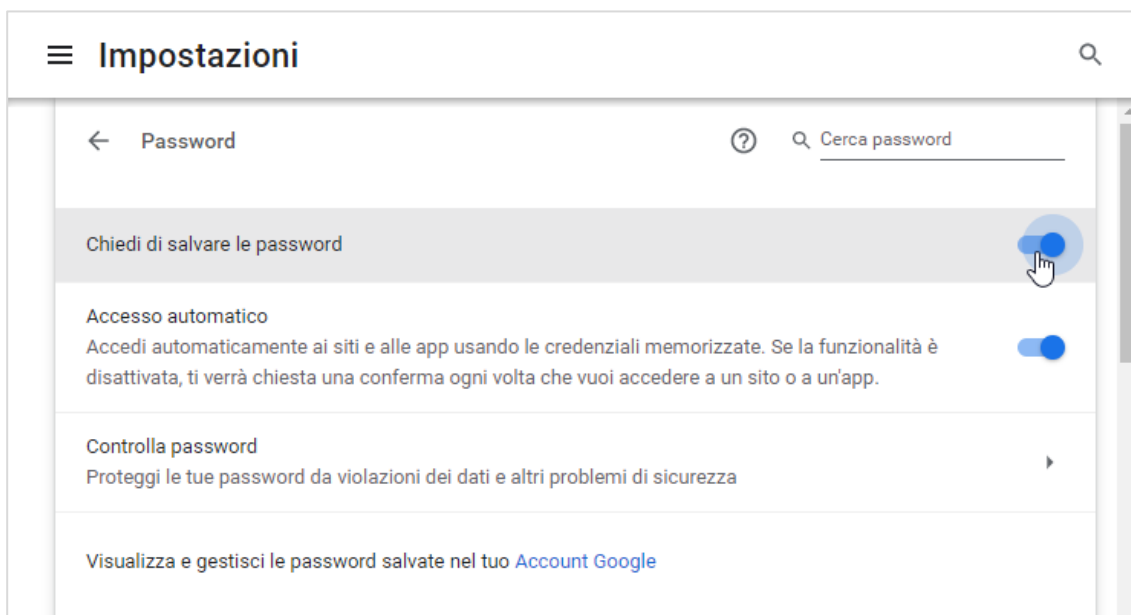 Impostazioni
Password
Cerca password
Chiedi di salvare le password
Accesso automatico
Accedi automaticamente ai siti e alle app usando le credenziali memorizzate. Se la funzionalità è
disattivata, ti verrà chiesta una conferma ogni volta che vuoi accedere a un sito o a un'app.
Controlla password
Proteggi le tue password da violazioni dei dati e altri problemi di sicurezza
Visualizza e gestisci le password salvate nel tuo Account Google